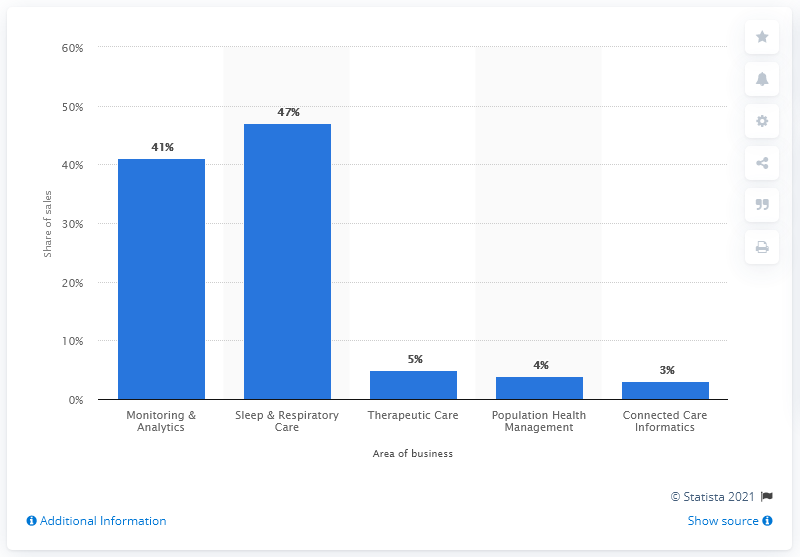 60%
50%
40%
30%
20%
10%
0%
Share of sales
41%
47%
5%
4%
3%
Monitoring &
Analytics
Sleep & Respiratory
Care
Therapeutic Care
Population Health
Management
Connected Care
Informatics
Area of business
© Statista 2021
Additional Information
Show source